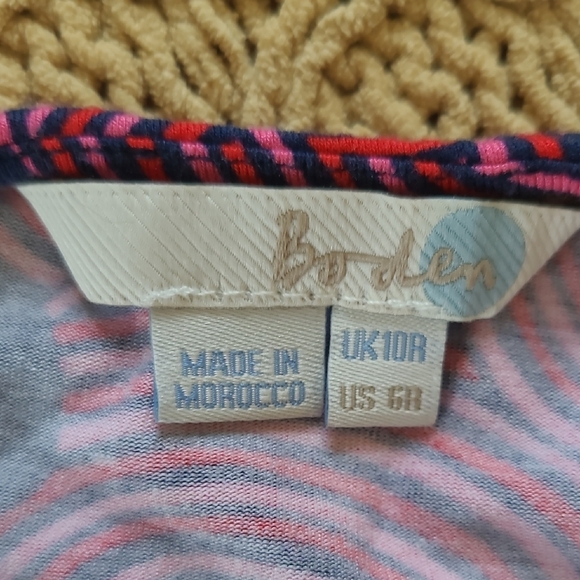 Boden
MADE IN
MOROCCO
UK10R
US 6R